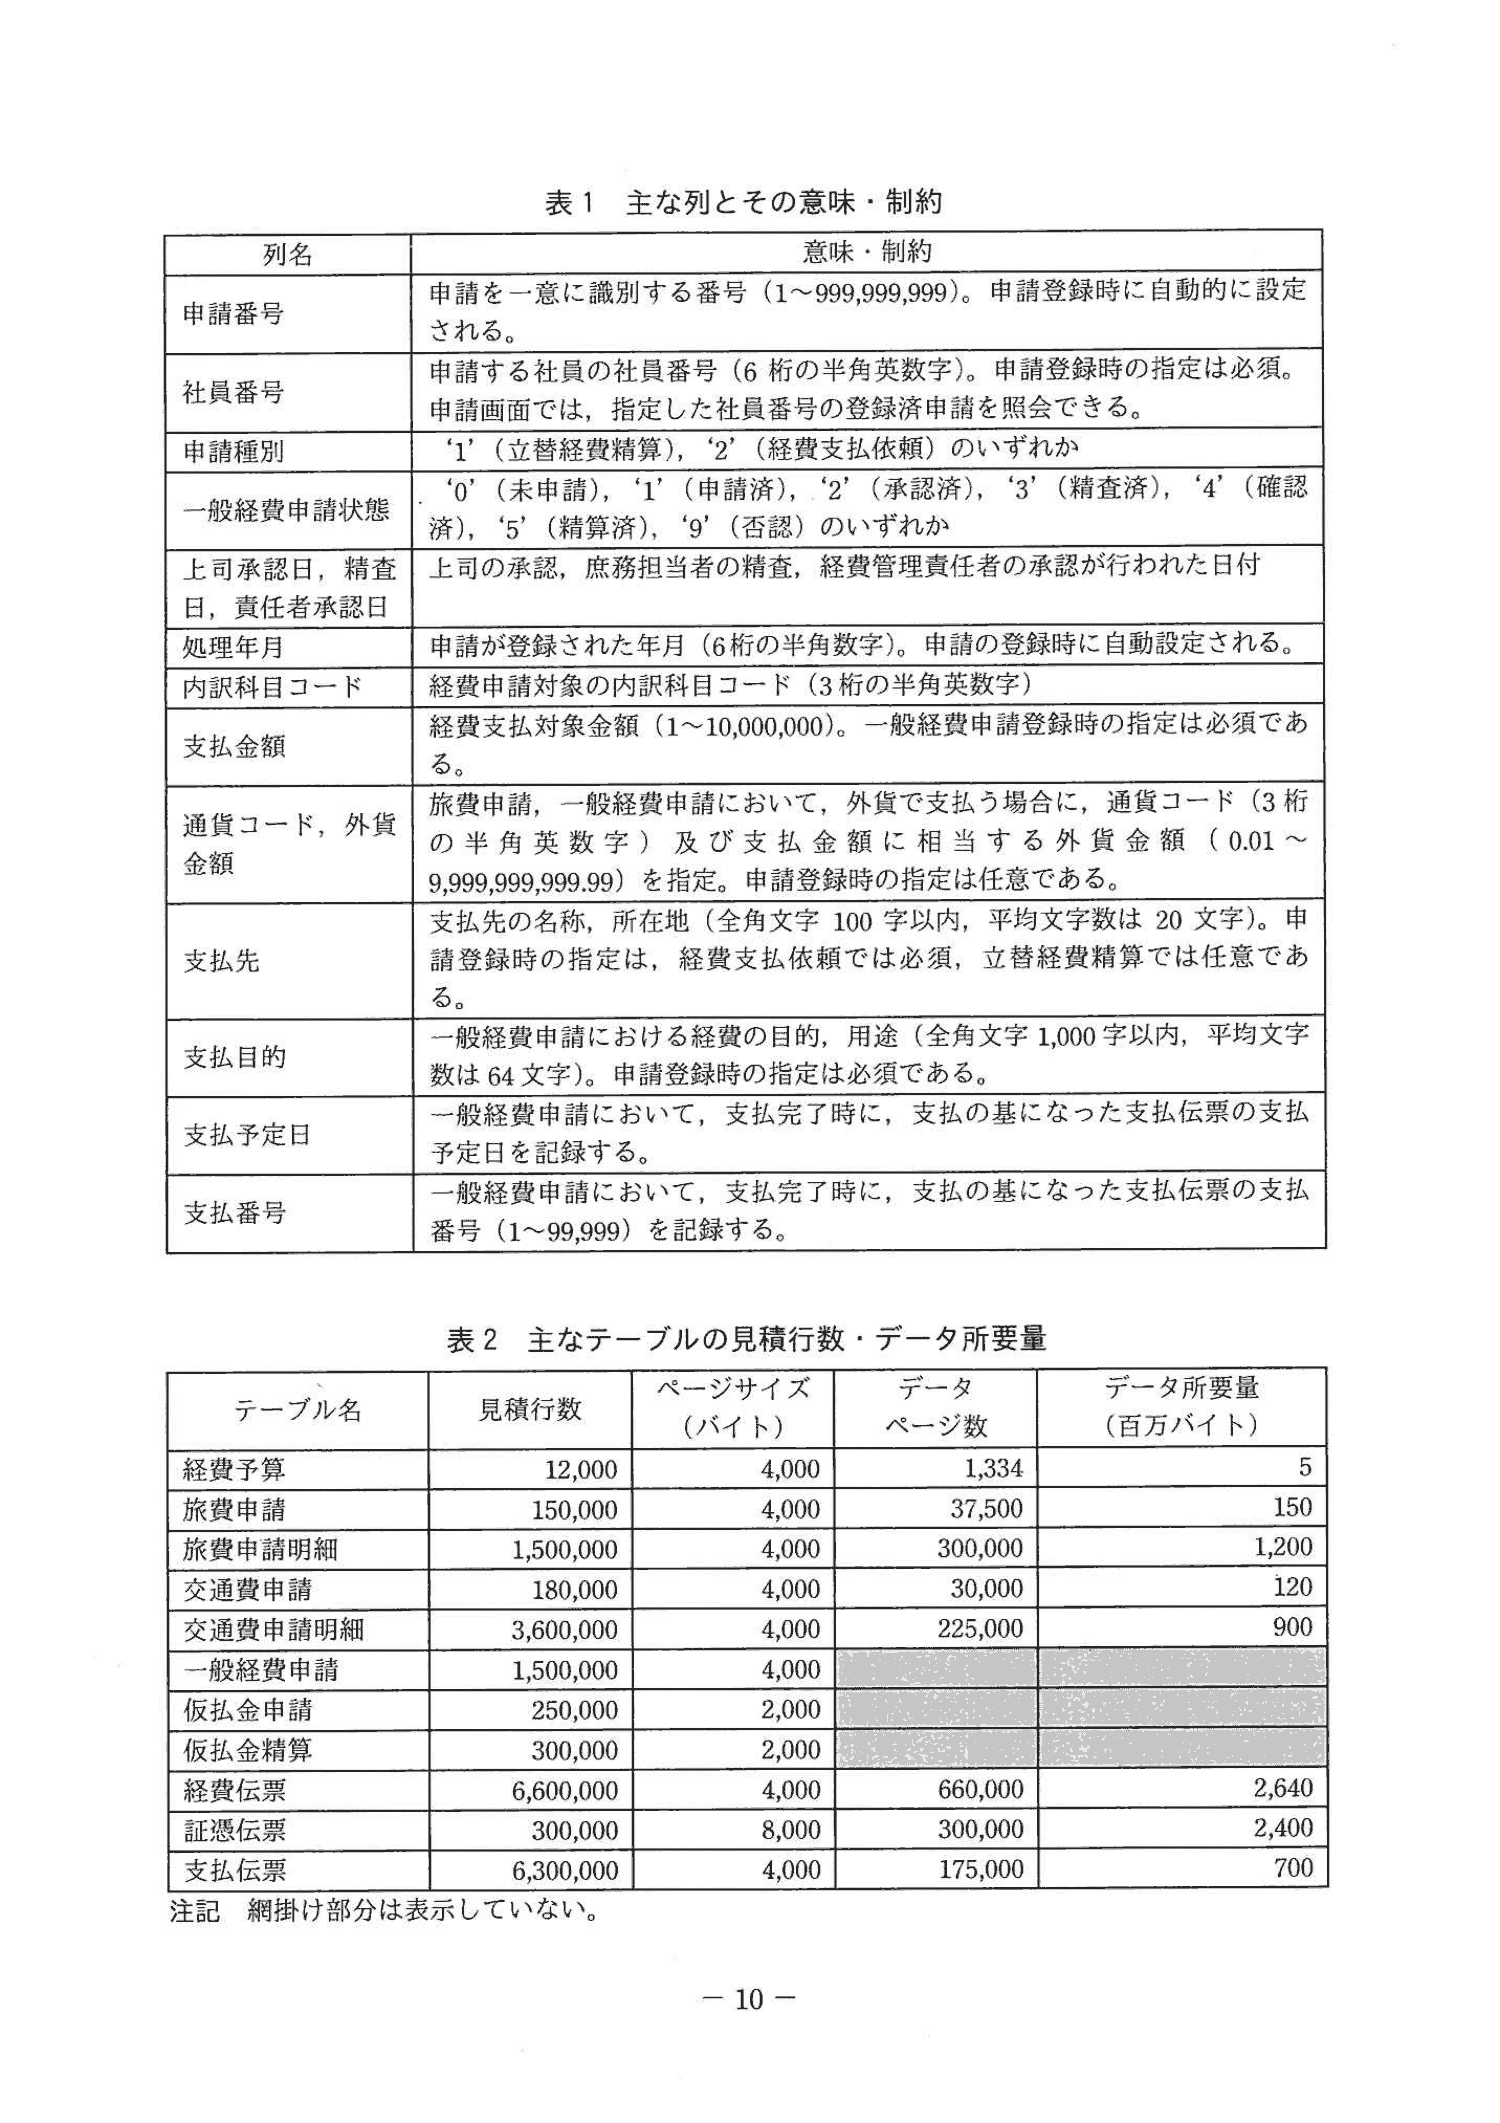 表1 主な列とその意味・制約
列名 意味・制約
申請番号 申請を一意に識別する番号（1～999,999,999）。申請登録時に自動的に設定
される。
社員番号 申請する社員の社員番号（6 桁の半角英数字）。申請登録時の指定は必須。
申請画面では，指定した社員番号の登録済申請を照会できる。
申請種別 ‘1’（立替経費精算），‘2’（経費支払依頼）のいずれか
一般経費申請状態 ‘0’（未申請），‘1’（申請済），‘2’（承認済），‘3’（精査済），‘4’（確認
済），‘5’（精算済），‘9’（否認）のいずれか
上司承認日，精査 上司の承認，庶務担当者の精査，経費管理責任者の承認が行われた日付
日，責任者承認日
処理年月 申請が登録された年月（6桁の半角数字）。申請の登録時に自動設定される。
内訳科目コード 経費申請対象の内訳科目コード（3桁の半角英数字）
支払金額 経費支払対象金額（1～10,000,000）。一般経費申請登録時の指定は必須であ
る。
通貨コード，外貨 旅費申請，一般経費申請において，外貨で支払う場合に，通貨コード（3桁
金額 の半角英数字）及び支払金額に相当する外貨金額（0.01～
9,999,999,999.99）を指定。申請登録時の指定は任意である。
支払先 支払先の名称，所在地（全角文字 100 字以内，平均文字数は 20 文字）。申
請登録時の指定は，経費支払依頼では必須，立替経費精算では任意であ
る。
支払目的 一般経費申請における経費の目的，用途（全角文字 1,000 字以内，平均文字
数は 64 文字）。申請登録時の指定は必須である。
支払予定日 一般経費申請において，支払完了時に，支払の基になった支払伝票の支払
予定日を記録する。
支払番号 一般経費申請において，支払完了時に，支払の基になった支払伝票の支払
番号（1～99,999）を記録する。
表2 主なテーブルの見積行数・データ所要量
テーブル名 見積行数 ページサイズ（バイト） データページ数 データ所要量（百万バイト）
経費予算 12,000 4,000 1,334 5
旅費申請 150,000 4,000 37,500 150
旅費申請明細 1,500,000 4,000 300,000 1,200
交通費申請 180,000 4,000 30,000 120
交通費申請明細 3,600,000 4,000 225,000 900
一般経費申請 1,500,000 4,000
仮払金申請 250,000 2,000
仮払金精算 300,000 2,000
経費伝票 6,600,000 4,000 660,000 2,640
証憑伝票 300,000 8,000 300,000 2,400
支払伝票 6,300,000 4,000 175,000 700
注記 網掛け部分は表示していない。
－ 10 －